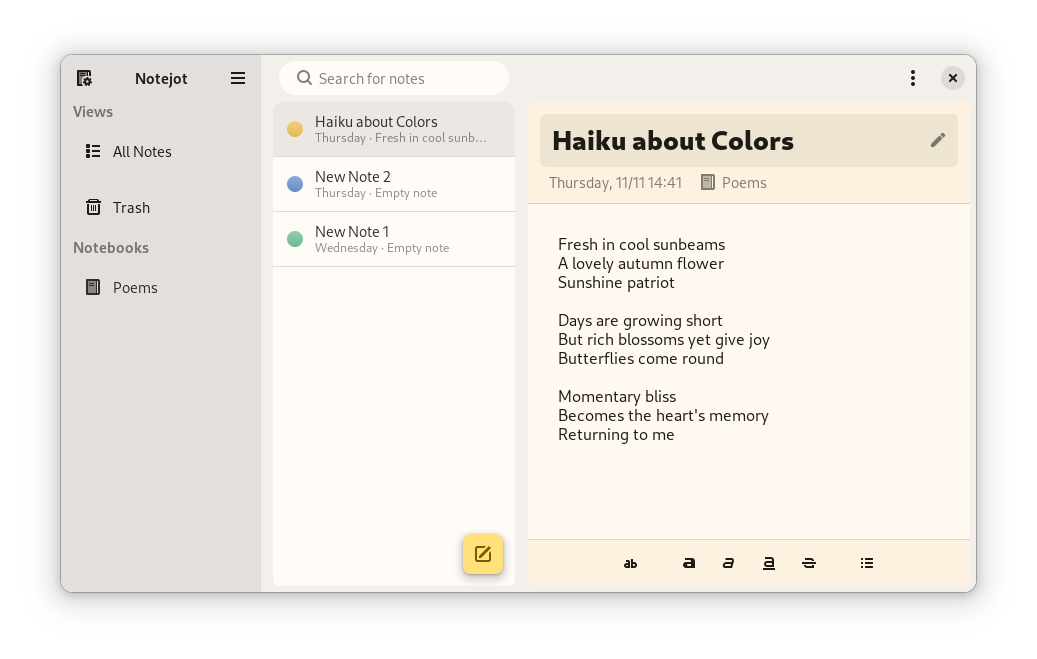 Notejot
Views
All Notes
Trash
Notebooks
Poems
Search for notes
Haiku about Colors
Thursday · Fresh in cool sunb...
New Note 2
Thursday · Empty note
New Note 1
Wednesday · Empty note
Haiku about Colors
Thursday, 11/11 14:41 Poems
Fresh in cool sunbeams
A lovely autumn flower
Sunshine patriot
Days are growing short
But rich blossoms yet give joy
Butterflies come round
Momentary bliss
Becomes the heart's memory
Returning to me
ab a a a a